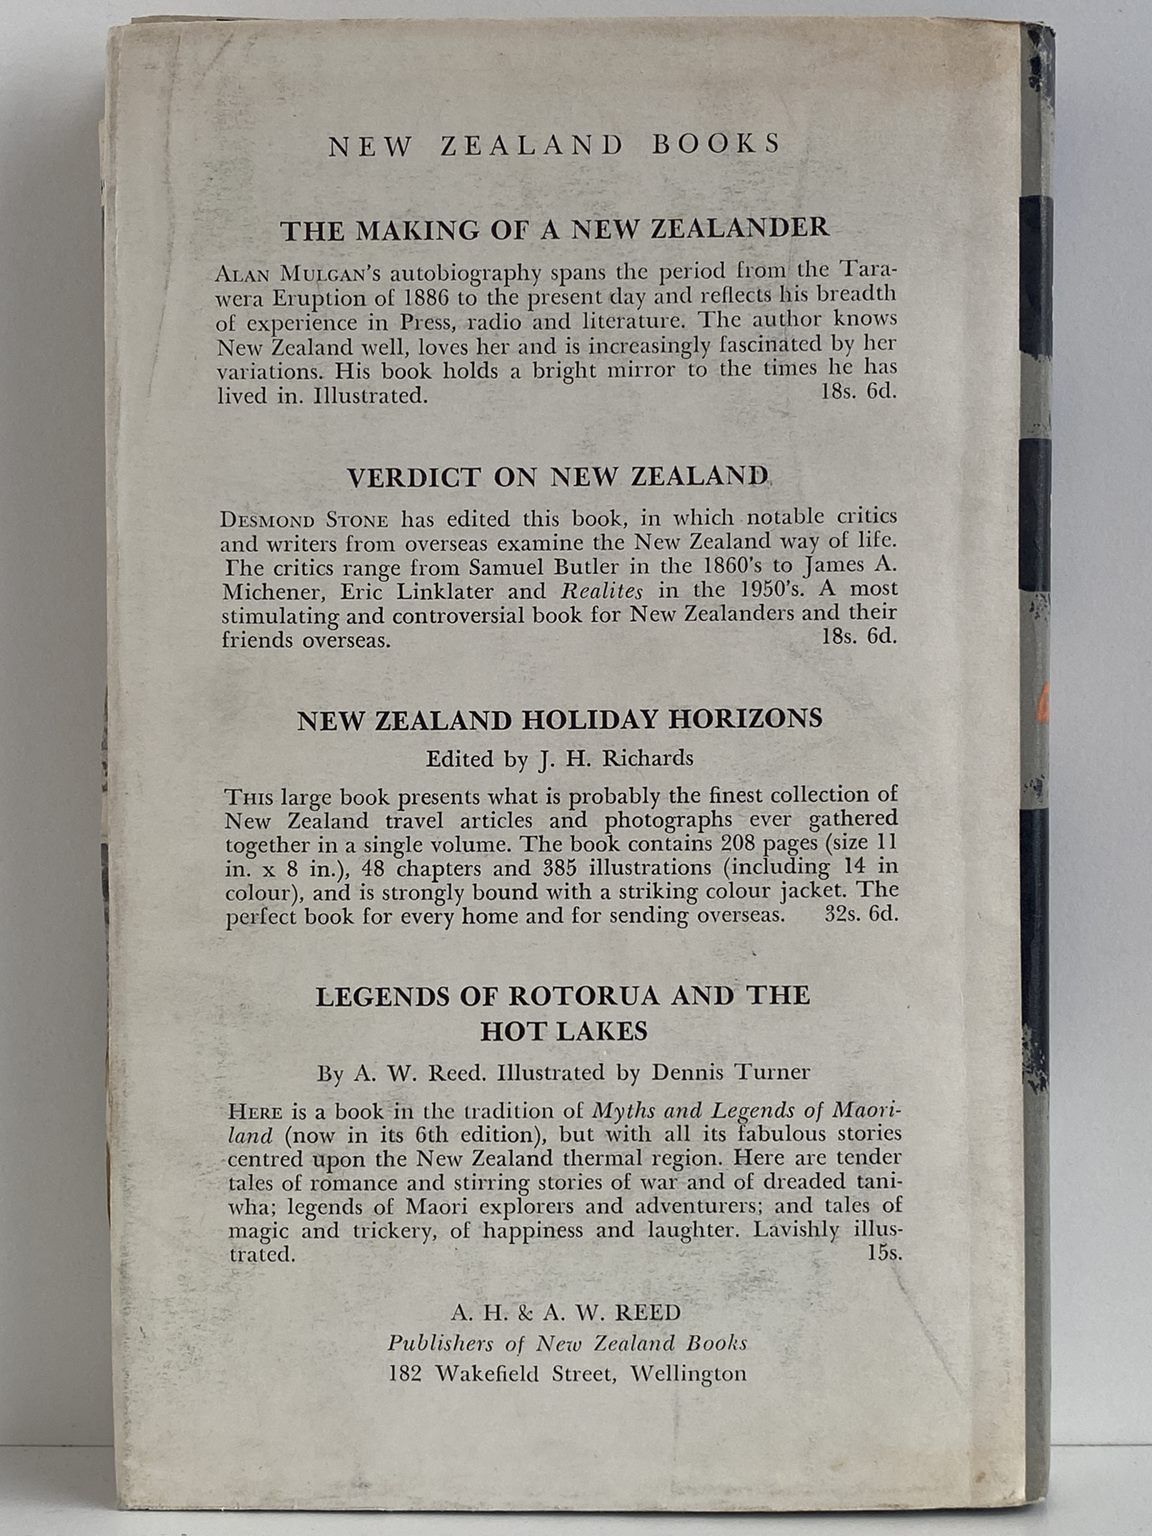 NEW ZEALAND BOOKS
THE MAKING OF A NEW ZEALANDER
ALAN MULGAN'S autobiography spans the period from the Tara-
wera Eruption of 1886 to the present day and reflects his breadth
of experience in Press, radio and literature. The author knows
New Zealand well, loves her and is increasingly fascinated by her
variations. His book holds a bright mirror to the times he has
lived in. Illustrated. 18s. 6d.
VERDICT ON NEW ZEALAND
DESMOND STONE has edited this book, in which notable critics
and writers from overseas examine the New Zealand way of life.
The critics range from Samuel Butler in the 1860's to James A.
Michener, Eric Linklater and Realites in the 1950's. A most
stimulating and controversial book for New Zealanders and their
friends overseas. 18s. 6d.
NEW ZEALAND HOLIDAY HORIZONS
Edited by J. H. Richards
THIS large book presents what is probably the finest collection of
New Zealand travel articles and photographs ever gathered
together in a single volume. The book contains 208 pages (size 11
in. x 8 in.), 48 chapters and 385 illustrations (including 14 in
colour), and is strongly bound with a striking colour jacket. The
perfect book for every home and for sending overseas. 32s. 6d.
LEGENDS OF ROTORUA AND THE
HOT LAKES
By A. W. Reed. Illustrated by Dennis Turner
HERE is a book in the tradition of Myths and Legends of Maori-
land (now in its 6th edition), but with all its fabulous stories
centred upon the New Zealand thermal region. Here are tender
tales of romance and stirring stories of war and of dreaded tani-
wha; legends of Maori explorers and adventurers; and tales of
magic and trickery, of happiness and laughter. Lavishly illus-
trated. 15s.
A. H. & A. W. REED
Publishers of New Zealand Books
182 Wakefield Street, Wellington